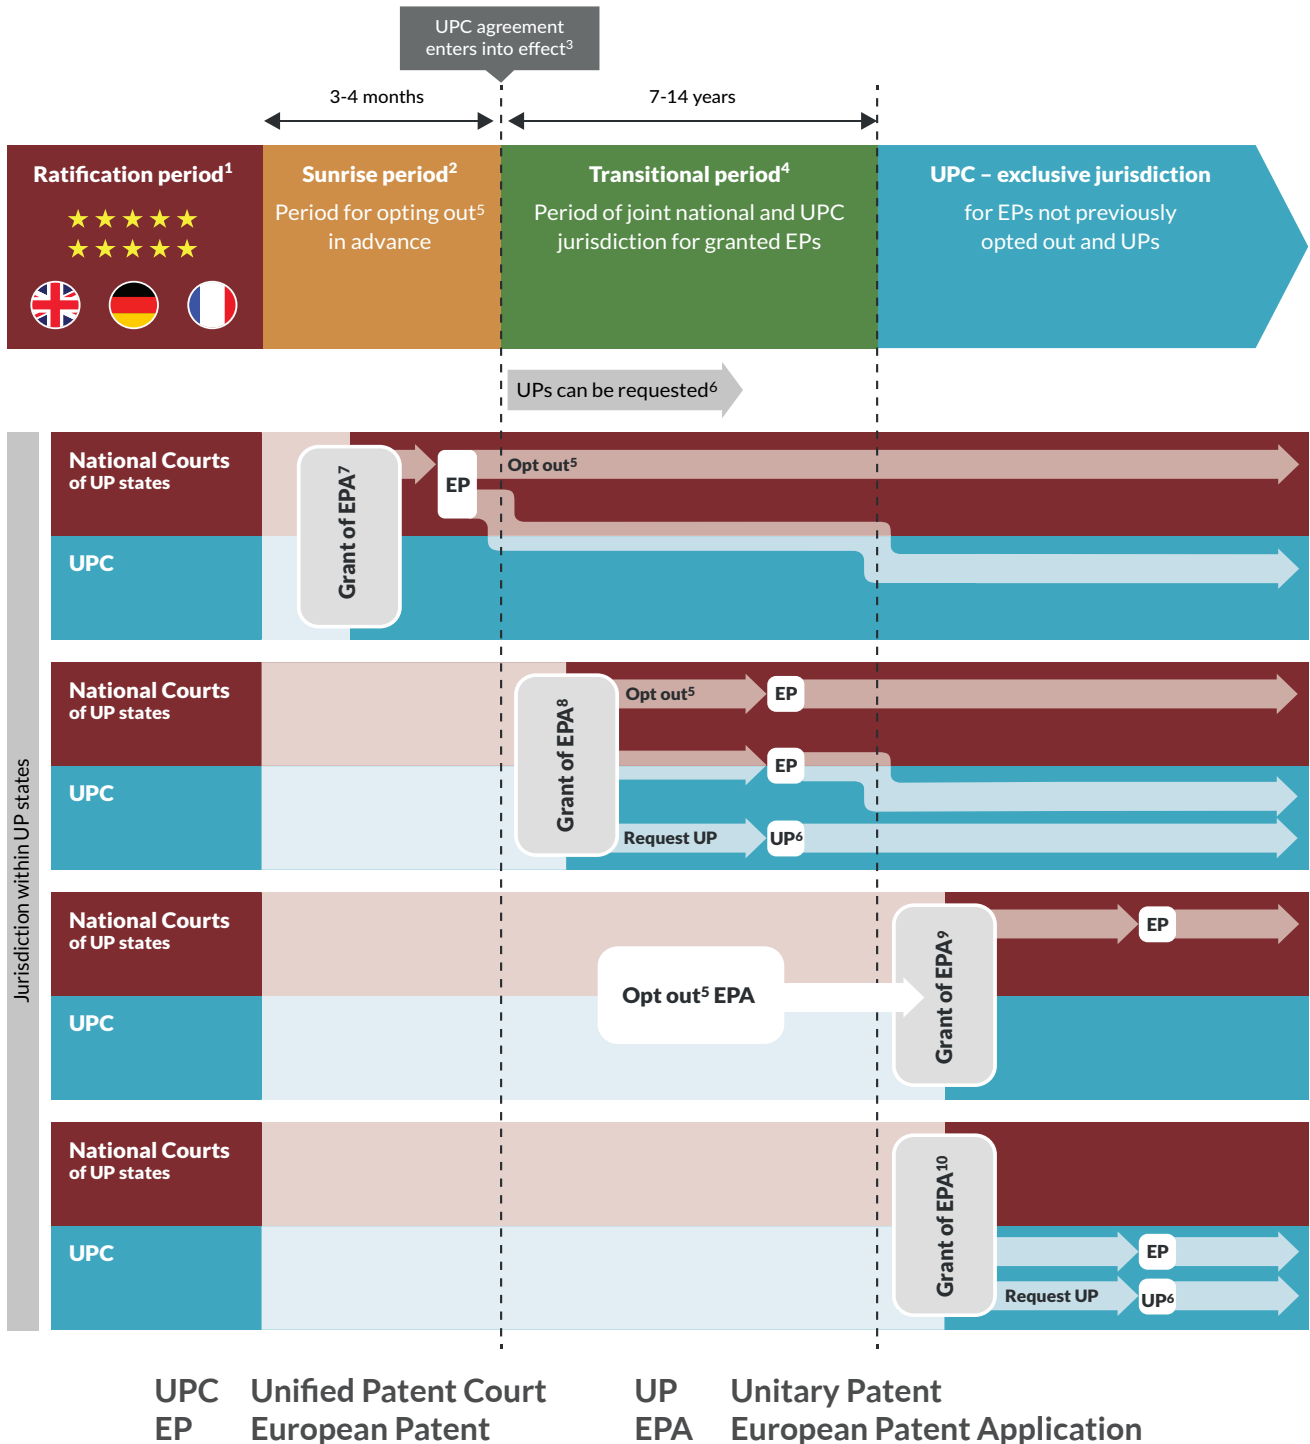 UPC agreement
enters into effect³
3-4 months
7-14 years
Ratification period¹
Sunrise period²
Period for opting out⁵
in advance
Transitional period⁴
Period of joint national and UPC
jurisdiction for granted EPs
UPC – exclusive jurisdiction
for EPs not previously
opted out and UPs
UPs can be requested⁶
Jurisdiction within UP states
National Courts
of UP states
UPC
Grant of EPA⁷
EP
Opt out⁵
National Courts
of UP states
UPC
Grant of EPA⁸
Opt out⁵
EP
EP
Request UP
UP⁶
National Courts
of UP states
UPC
Opt out⁵ EPA
Grant of EPA⁹
EP
National Courts
of UP states
UPC
Grant of EPA¹⁰
EP
Request UP
UP⁶
UPC Unified Patent Court
EP European Patent
UP Unitary Patent
EPA European Patent Application